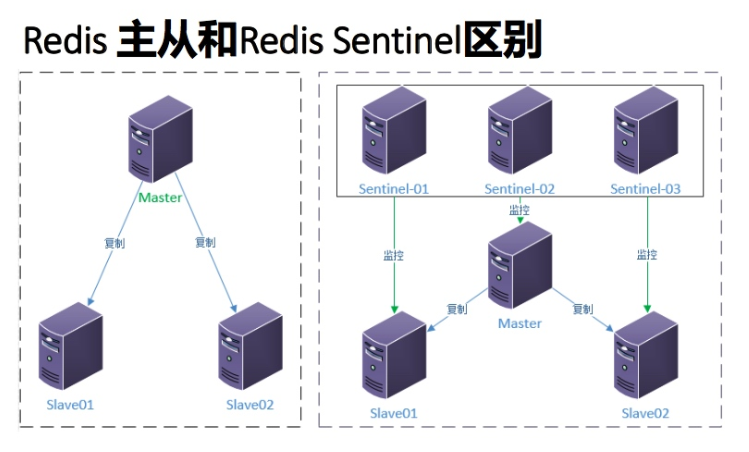 Redis 主从和Redis Sentinel区别
Master
复制
复制
Slave01
Slave02
Sentinel-01
Sentinel-02
Sentinel-03
监控
监控
监控
Master
复制
复制
Slave01
Slave02